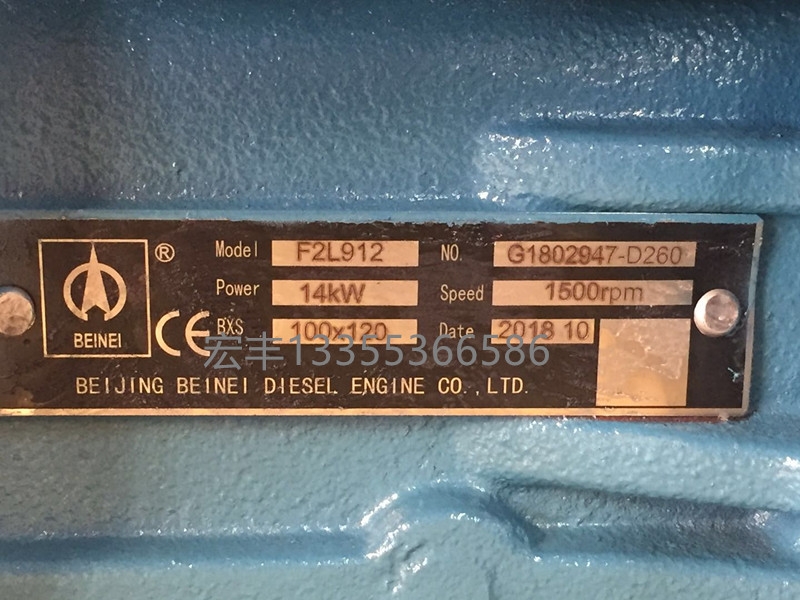 Model F2L912 NO. G1802947-D260
®
Power 14kW Speed 1500rpm
BEINEI
CE BXS 100x120 Date 2018 10
宏丰13355366586
BEIJING BEINEI DIESEL ENGINE CO.,LTD.